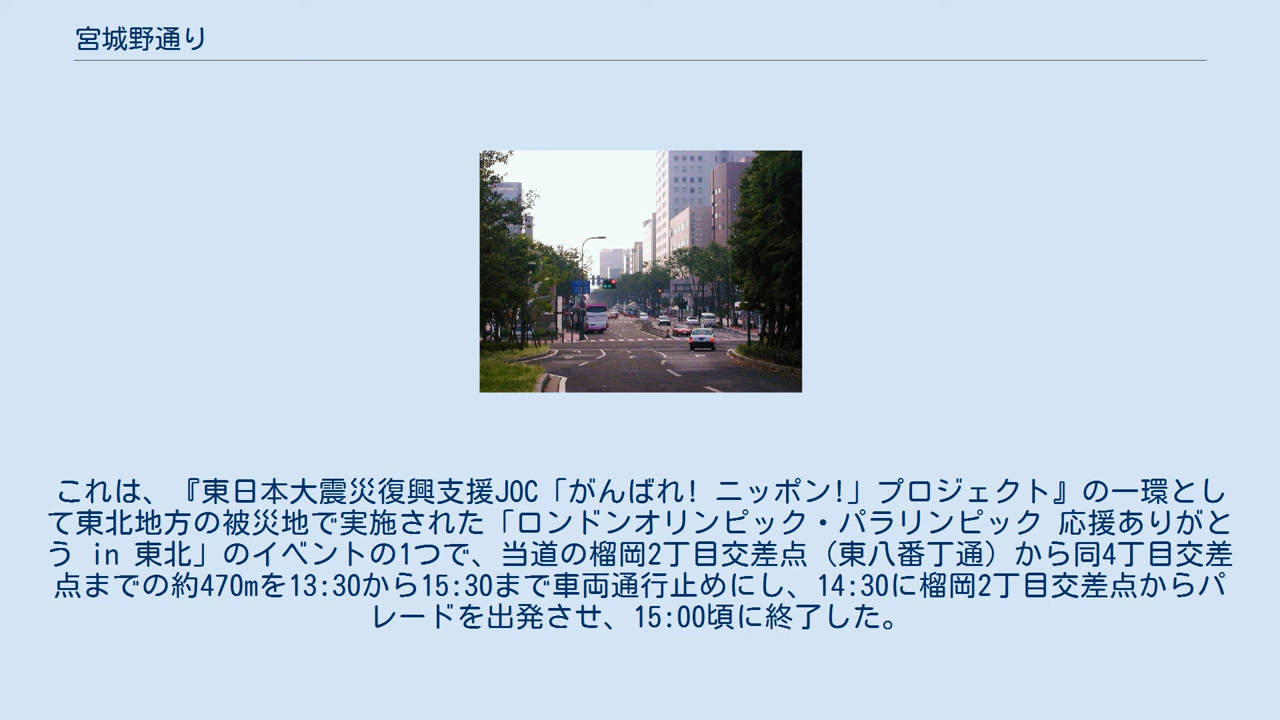 宮城野通り
これは、『東日本大震災復興支援JOC「がんばれ! ニッポン!」プロジェクト』の一環とし
て東北地方の被災地で実施された「ロンドンオリンピック・パラリンピック 応援ありがと
う in 東北」のイベントの1つで、当道の榴岡2丁目交差点（東八番丁通）から同4丁目交差
点までの約470mを13:30から15:30まで車両通行止めにし、14:30に榴岡2丁目交差点からパ
レードを出発させ、15:00頃に終了した。